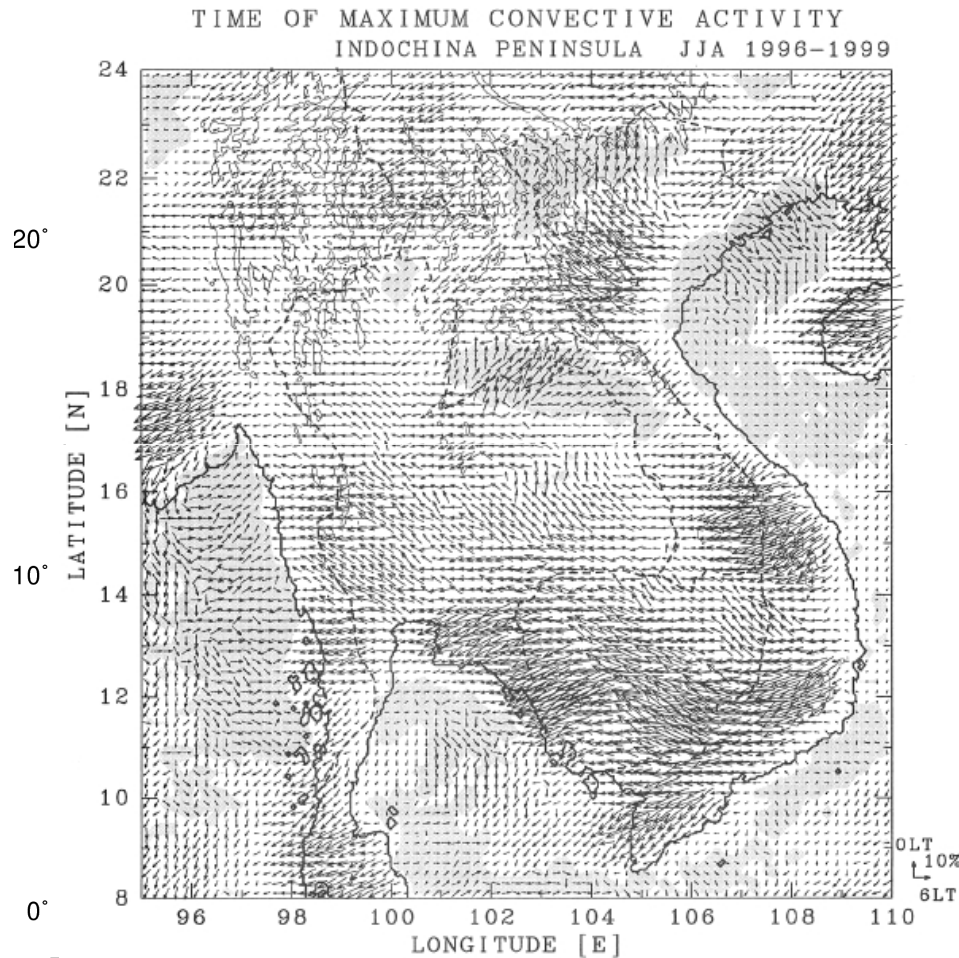 TIME OF MAXIMUM CONVECTIVE ACTIVITY
INDOCHINA PENINSULA JJA 1996-1999
24
22
20°
20
18
LATITUDE [N]
16
10°
14
12
10
0LT
10%
6LT
0°
8
96 98 100 102 104 106 108 110
LONGITUDE [E]